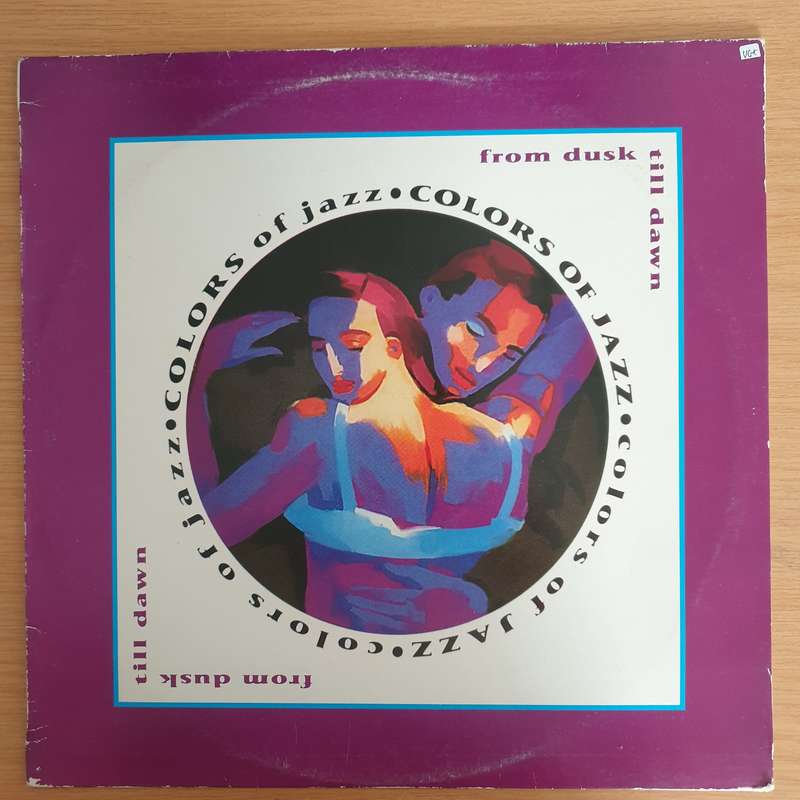 VG+
from dusk
till dawn
COLORS of jazz • COLORS OF JAZZ • colors of JAZZ • colors of jazz •
till dawn
from dusk